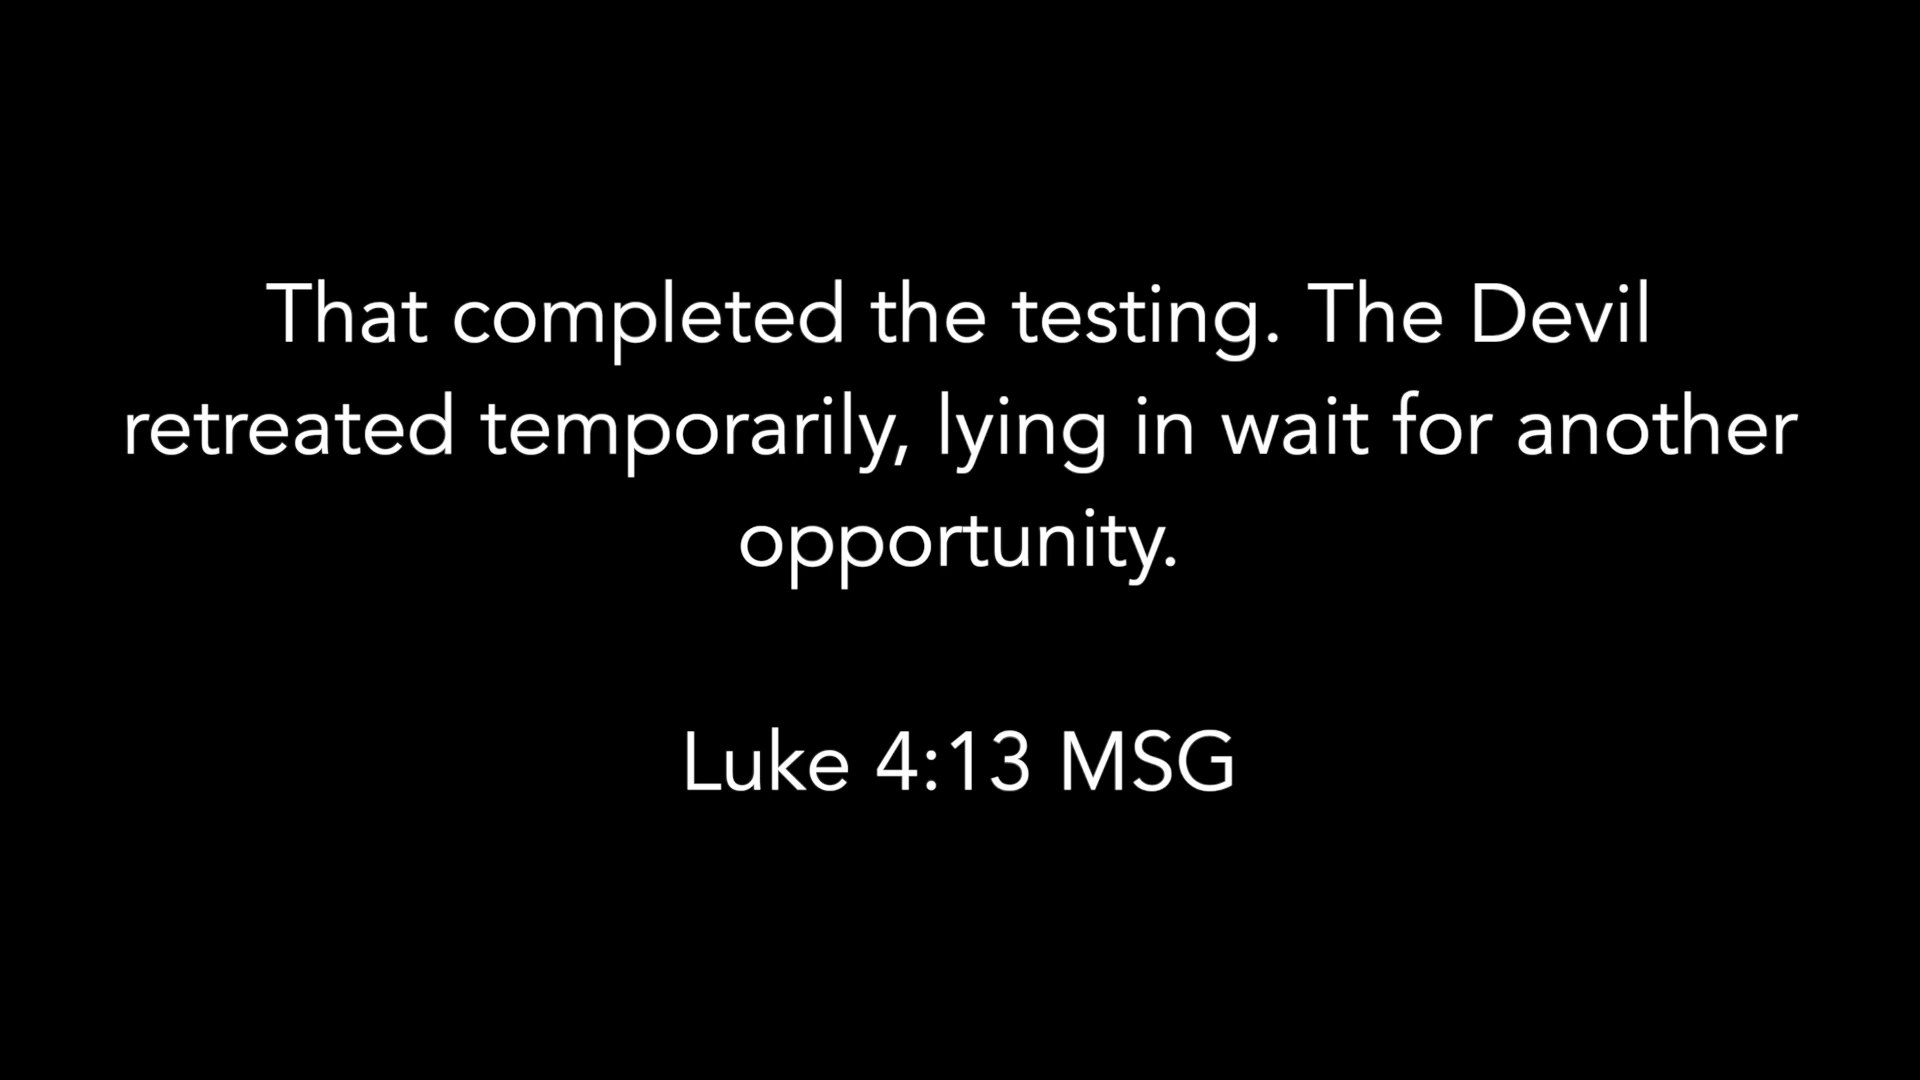 That completed the testing. The Devil
retreated temporarily, lying in wait for another
opportunity.
Luke 4:13 MSG